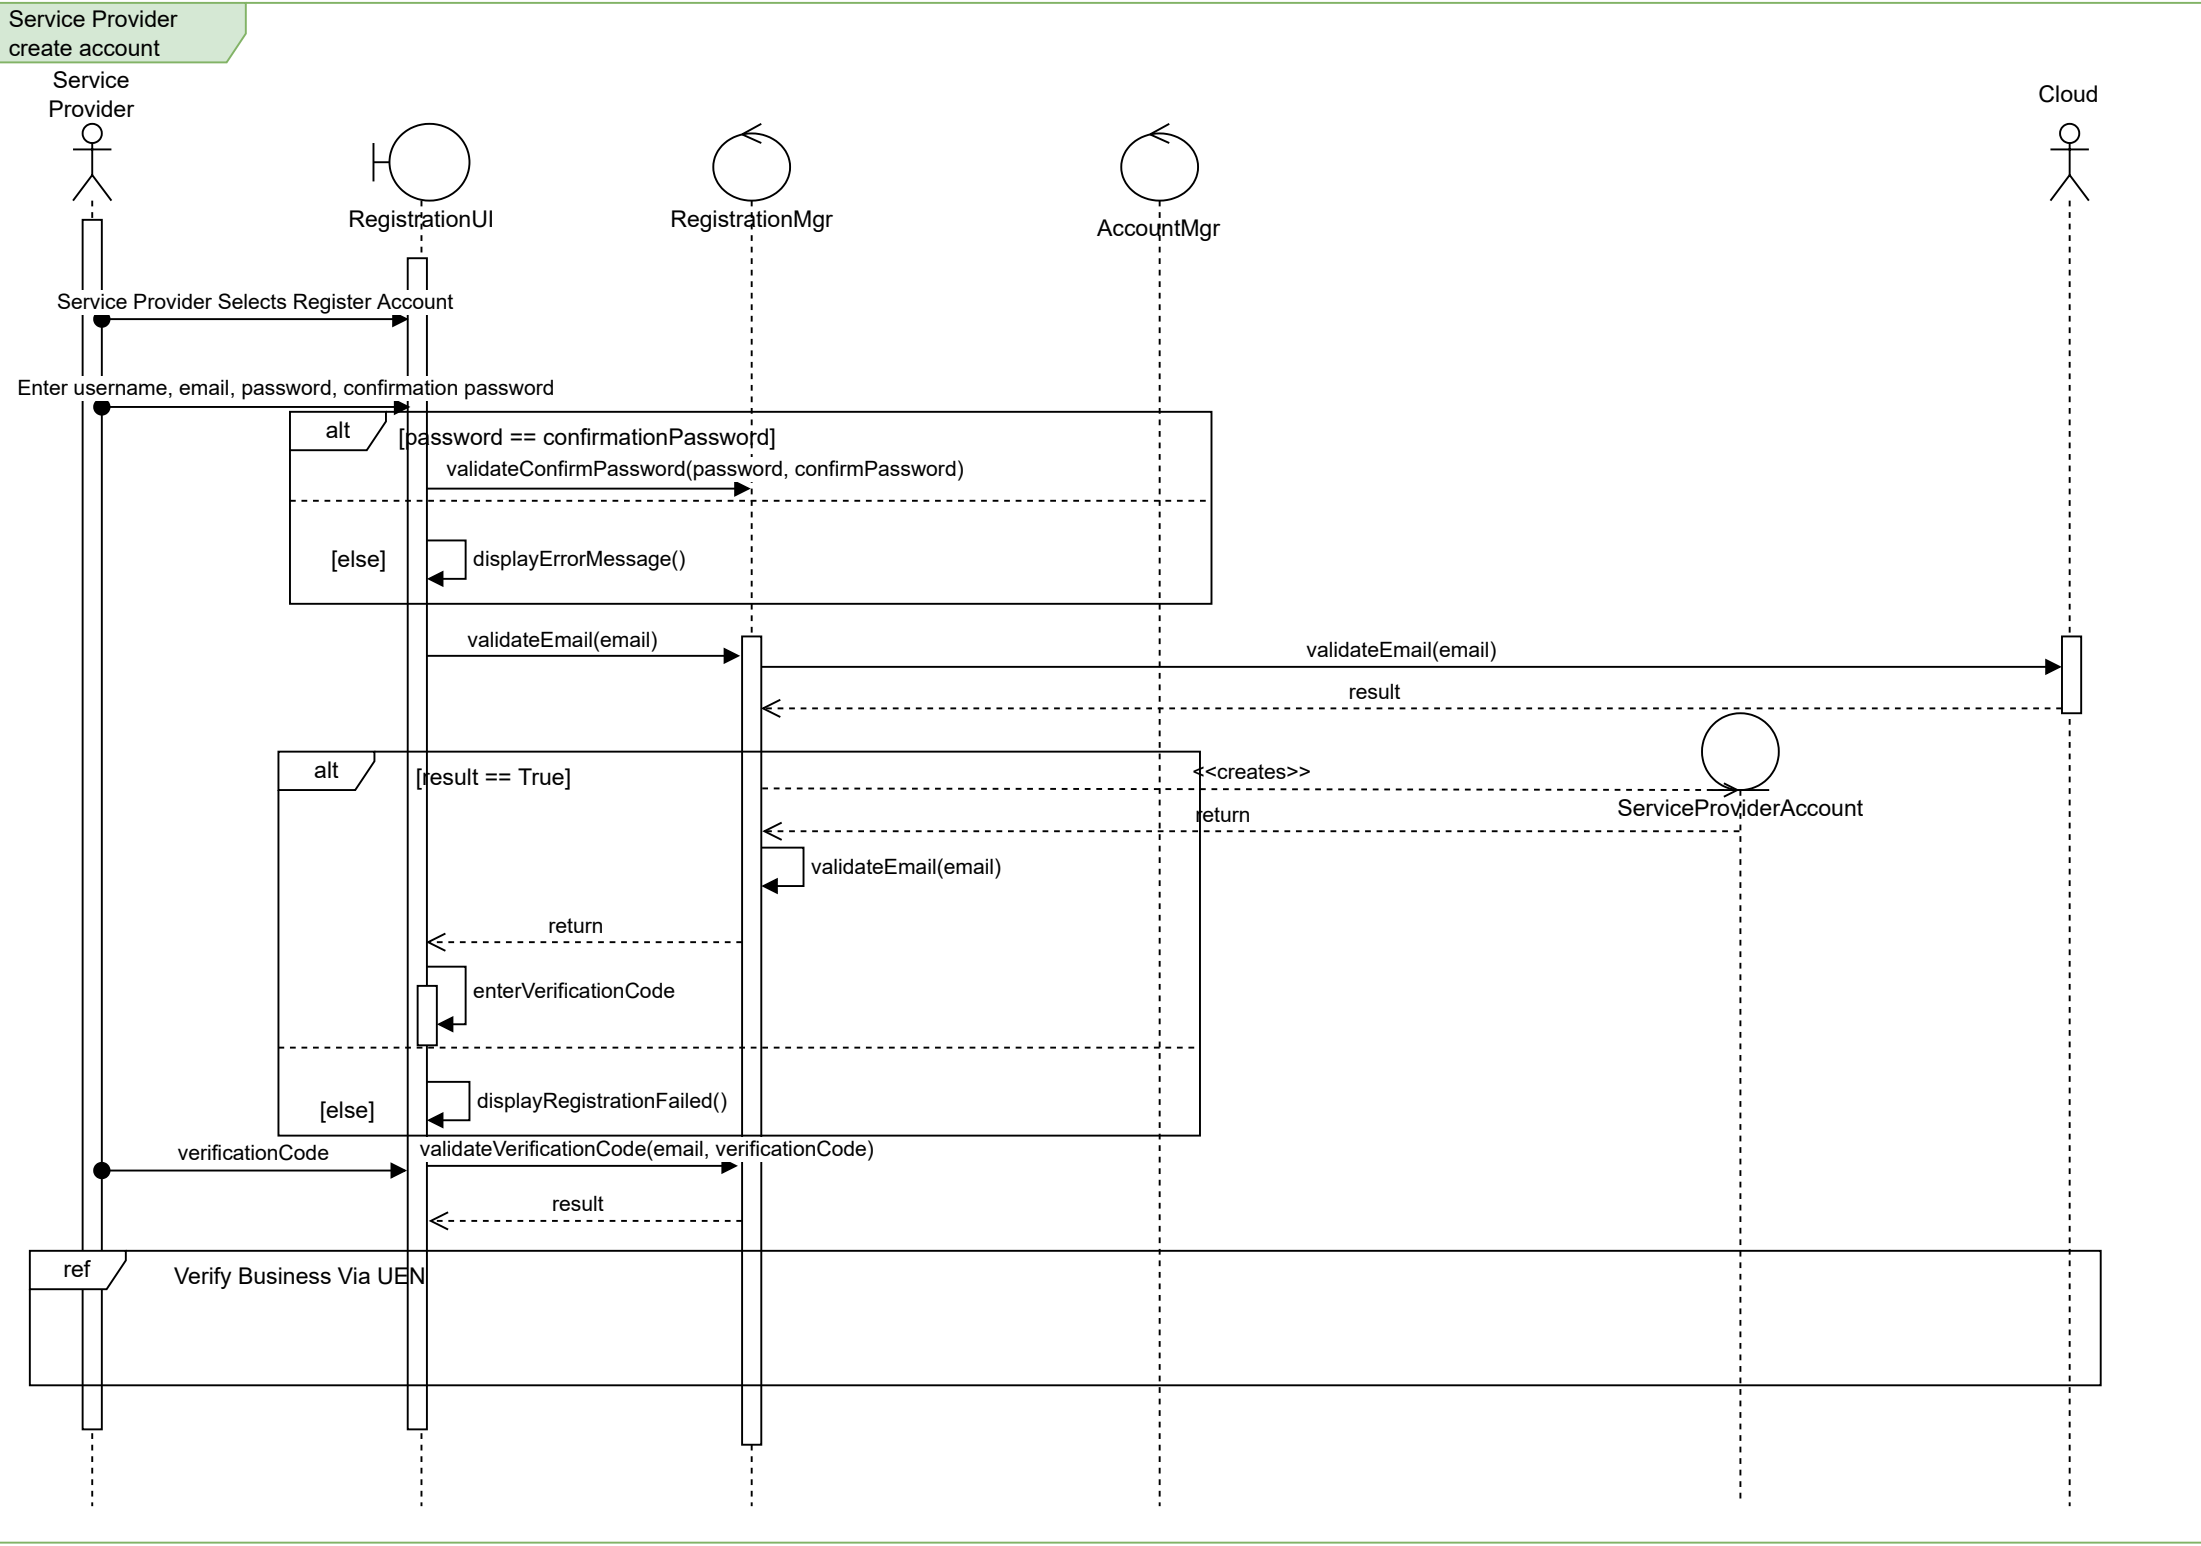 Service Provider
create account
Service
Provider
Cloud
RegistrationUI
RegistrationMgr
AccountMgr
Service Provider Selects Register Account
Enter username, email, password, confirmation password
alt
[password == confirmationPassword]
validateConfirmPassword(password, confirmPassword)
[else]
displayErrorMessage()
validateEmail(email)
validateEmail(email)
result
alt
[result == True]
<<creates>>
ServiceProviderAccount
return
validateEmail(email)
return
enterVerificationCode
[else]
displayRegistrationFailed()
verificationCode
validateVerificationCode(email, verificationCode)
result
ref
Verify Business Via UEN